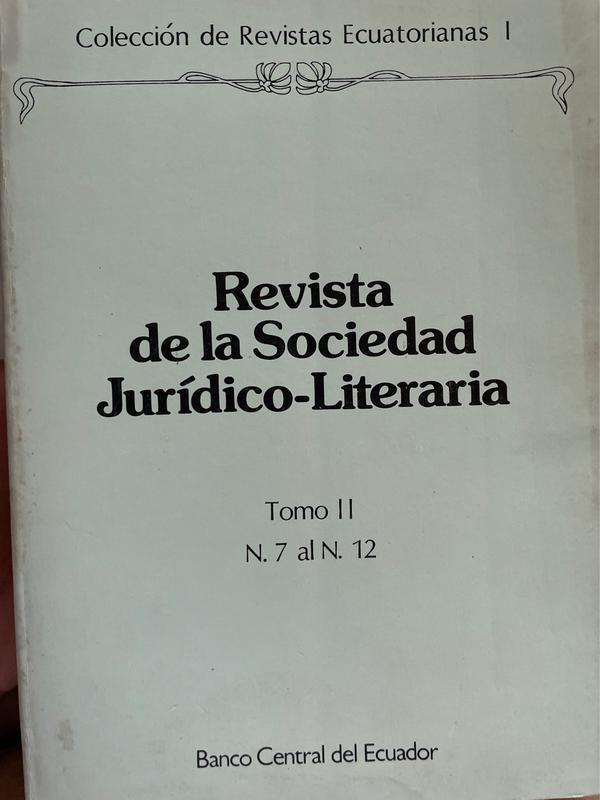 Colección de Revistas Ecuatorianas I
Revista
de la Sociedad
Jurídico-Literaria
Tomo II
N. 7 al N. 12
Banco Central del Ecuador